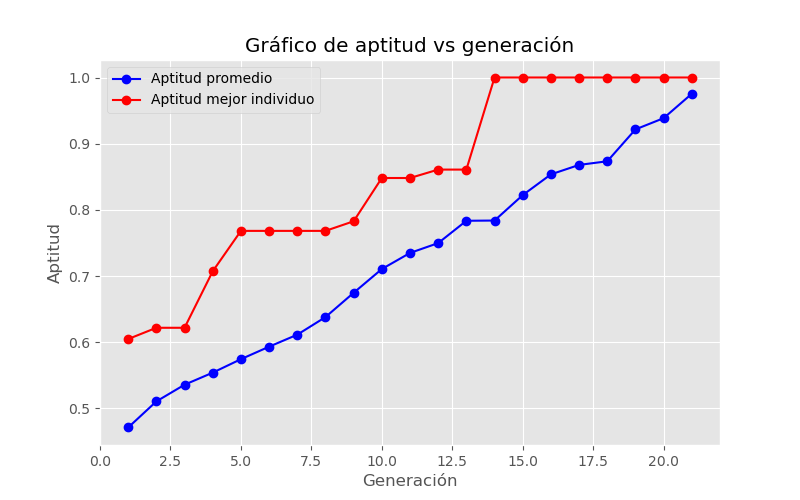 Gráfico de aptitud vs generación
Aptitud promedio
Aptitud mejor individuo
1.0
0.9
0.8
0.7
0.6
0.5
Aptitud
0.0 2.5 5.0 7.5 10.0 12.5 15.0 17.5 20.0
Generación